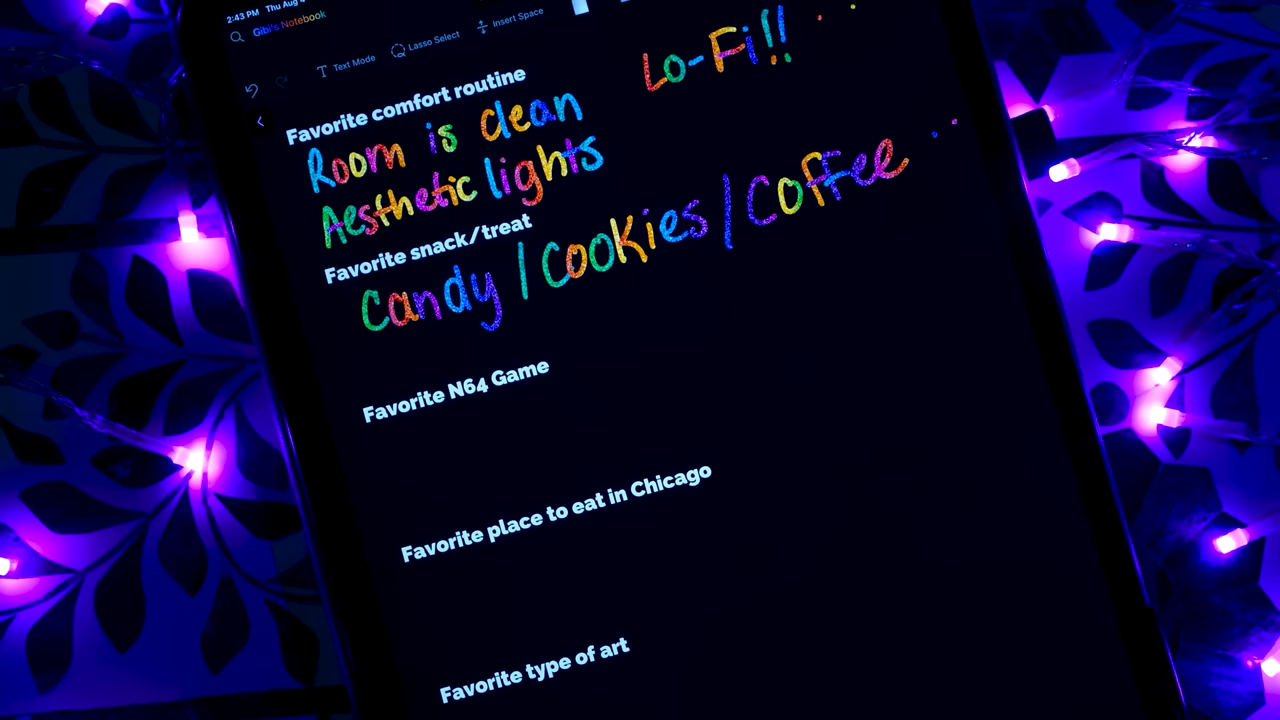 2:43 PM Thu Aug 4
Gibi's Notebook
Text Mode Lasso Select Insert Space
Favorite comfort routine
Room is clean Lo-Fi!!
Aesthetic lights
Favorite snack/treat
Candy / Cookies / Coffee
Favorite N64 Game
Favorite place to eat in Chicago
Favorite type of art